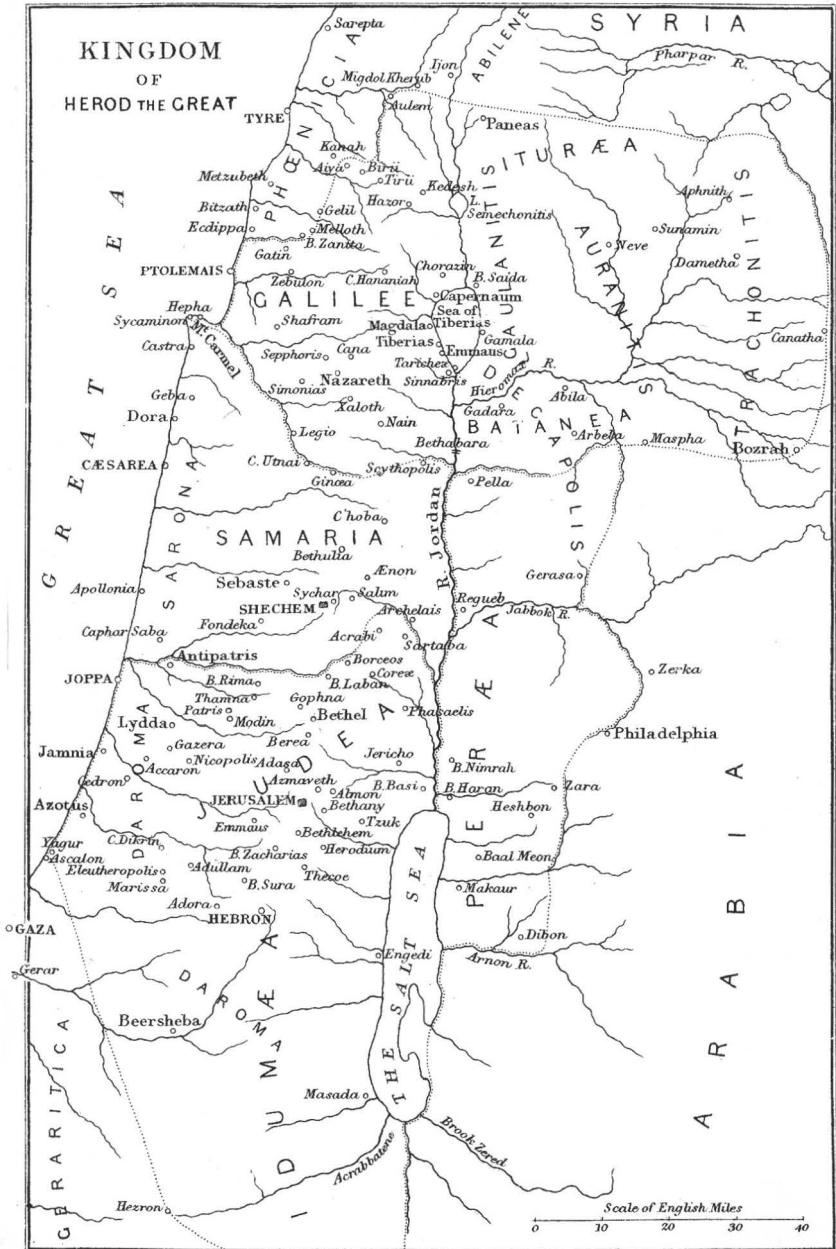 KINGDOM
OF
HEROD THE GREAT
SYRIA
Sarepta
ABILENE
Pharpar R.
Ijon
Migdol Kherub
Aulem
TYRE
Paneas
PHŒNICIA
ITURÆA
Kanah
Aiya
Birii
Tirii
Metzubeth
Kedesh
Aphnith
Bitzath
Gelil
Hazor
L.
Semechonitis
Ecdippa
Melloth
B. Zanita
Sunamin
Neve
Gatin
Dametha
AURANITIS
GAULANITIS
TRACHONITIS
PTOLEMAIS
Zebulon
C. Hananiah
Chorazin
B. Saida
GALILEE
Capernaum
Sea of
Tiberias
Hepha
Sycaminon
Mt. Carmel
Shafram
Magdala
Tiberias
Gamala
Canatha
Castra
Sepphoris
Cana
Emmaus
Tarichex
Sinnabris
Hieromax
R.
Nazareth
Simonias
Geba
Xaloth
Gadara
Abila
DECAPOLIS
Dora
Nain
BATANEA
Legio
Bethabara
Arbela
Maspha
Bozrah
CÆSAREA
C. Utnai
Scythopolis
Ginœa
Pella
GREAT SEA
SARONA
C'hoba
SAMARIA
Bethulia
R. Jordan
Ænon
Sebaste
Gerasa
Apollonia
Sychar
Salim
SHECHEM
Archelais
Regueb
Jabbok R.
Fondeka
Caphar Saba
Acrabi
Sartaba
Antipatris
Borceos
Zerka
JOPPA
B. Rima
B. Laban
Coreæ
Thamna
Gophna
Patris
Modin
Bethel
Phasaelis
Lydda
Philadelphia
Jamnia
Gazera
Berea
JUDEA
PERÆA
Nicopolis
Adasa
Jericho
B. Nimrah
Accaron
Cedron
Azmaveth
Almon
B. Basi
B. Haran
Zara
Azotus
JERUSALEM
Bethany
Heshbon
DAROMA
Emmaus
Tzuk
Bethlehem
C. Dikrin
Yagur
Ascalon
B. Zacharias
Herodium
Baal Meon
Eleutheropolis
Adullam
Thecoe
Marissa
B. Sura
Makaur
Adora
HEBRON
GAZA
Dibon
Engedi
Arnon R.
Gerar
DAROMA
THE SALT SEA
Beersheba
ARABIA
IDUMÆA
GERARITICA
Masada
Acrabbatene
Brook Zered
Hezron
Scale of English Miles
0 10 20 30 40